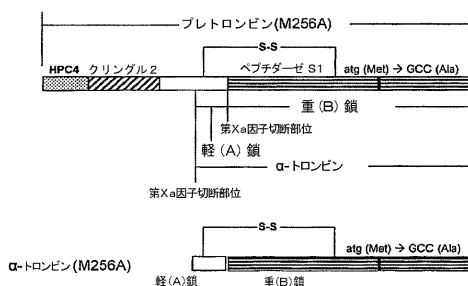 プレトロンビン(M256A)
S-S
HPC4 クリングル2 ペプチダーゼ S1 atg (Met) → GCC (Ala)
重(B)鎖
第Xa因子切断部位
軽(A)鎖
α-トロンビン
第Xa因子切断部位
S-S
atg (Met) → GCC (Ala)
α-トロンビン(M256A)
軽(A)鎖 重(B)鎖